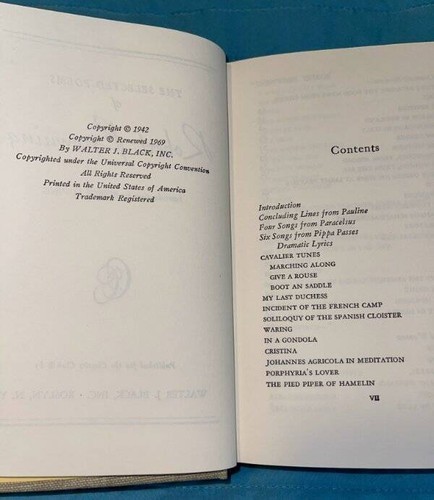 Copyright © 1942
Copyright © Renewed 1969
By WALTER J. BLACK, INC.
Copyrighted under the Universal Copyright Convention
All Rights Reserved
Printed in the United States of America
Trademark Registered
Contents
Introduction
Concluding Lines from Pauline
Four Songs from Paracelsus
Six Songs from Pippa Passes
Dramatic Lyrics
CAVALIER TUNES
MARCHING ALONG
GIVE A ROUSE
BOOT AN SADDLE
MY LAST DUCHESS
INCIDENT OF THE FRENCH CAMP
SOLILOQUY OF THE SPANISH CLOISTER
WARING
IN A GONDOLA
CRISTINA
JOHANNES AGRICOLA IN MEDITATION
PORPHYRIA'S LOVER
THE PIED PIPER OF HAMELIN
VII